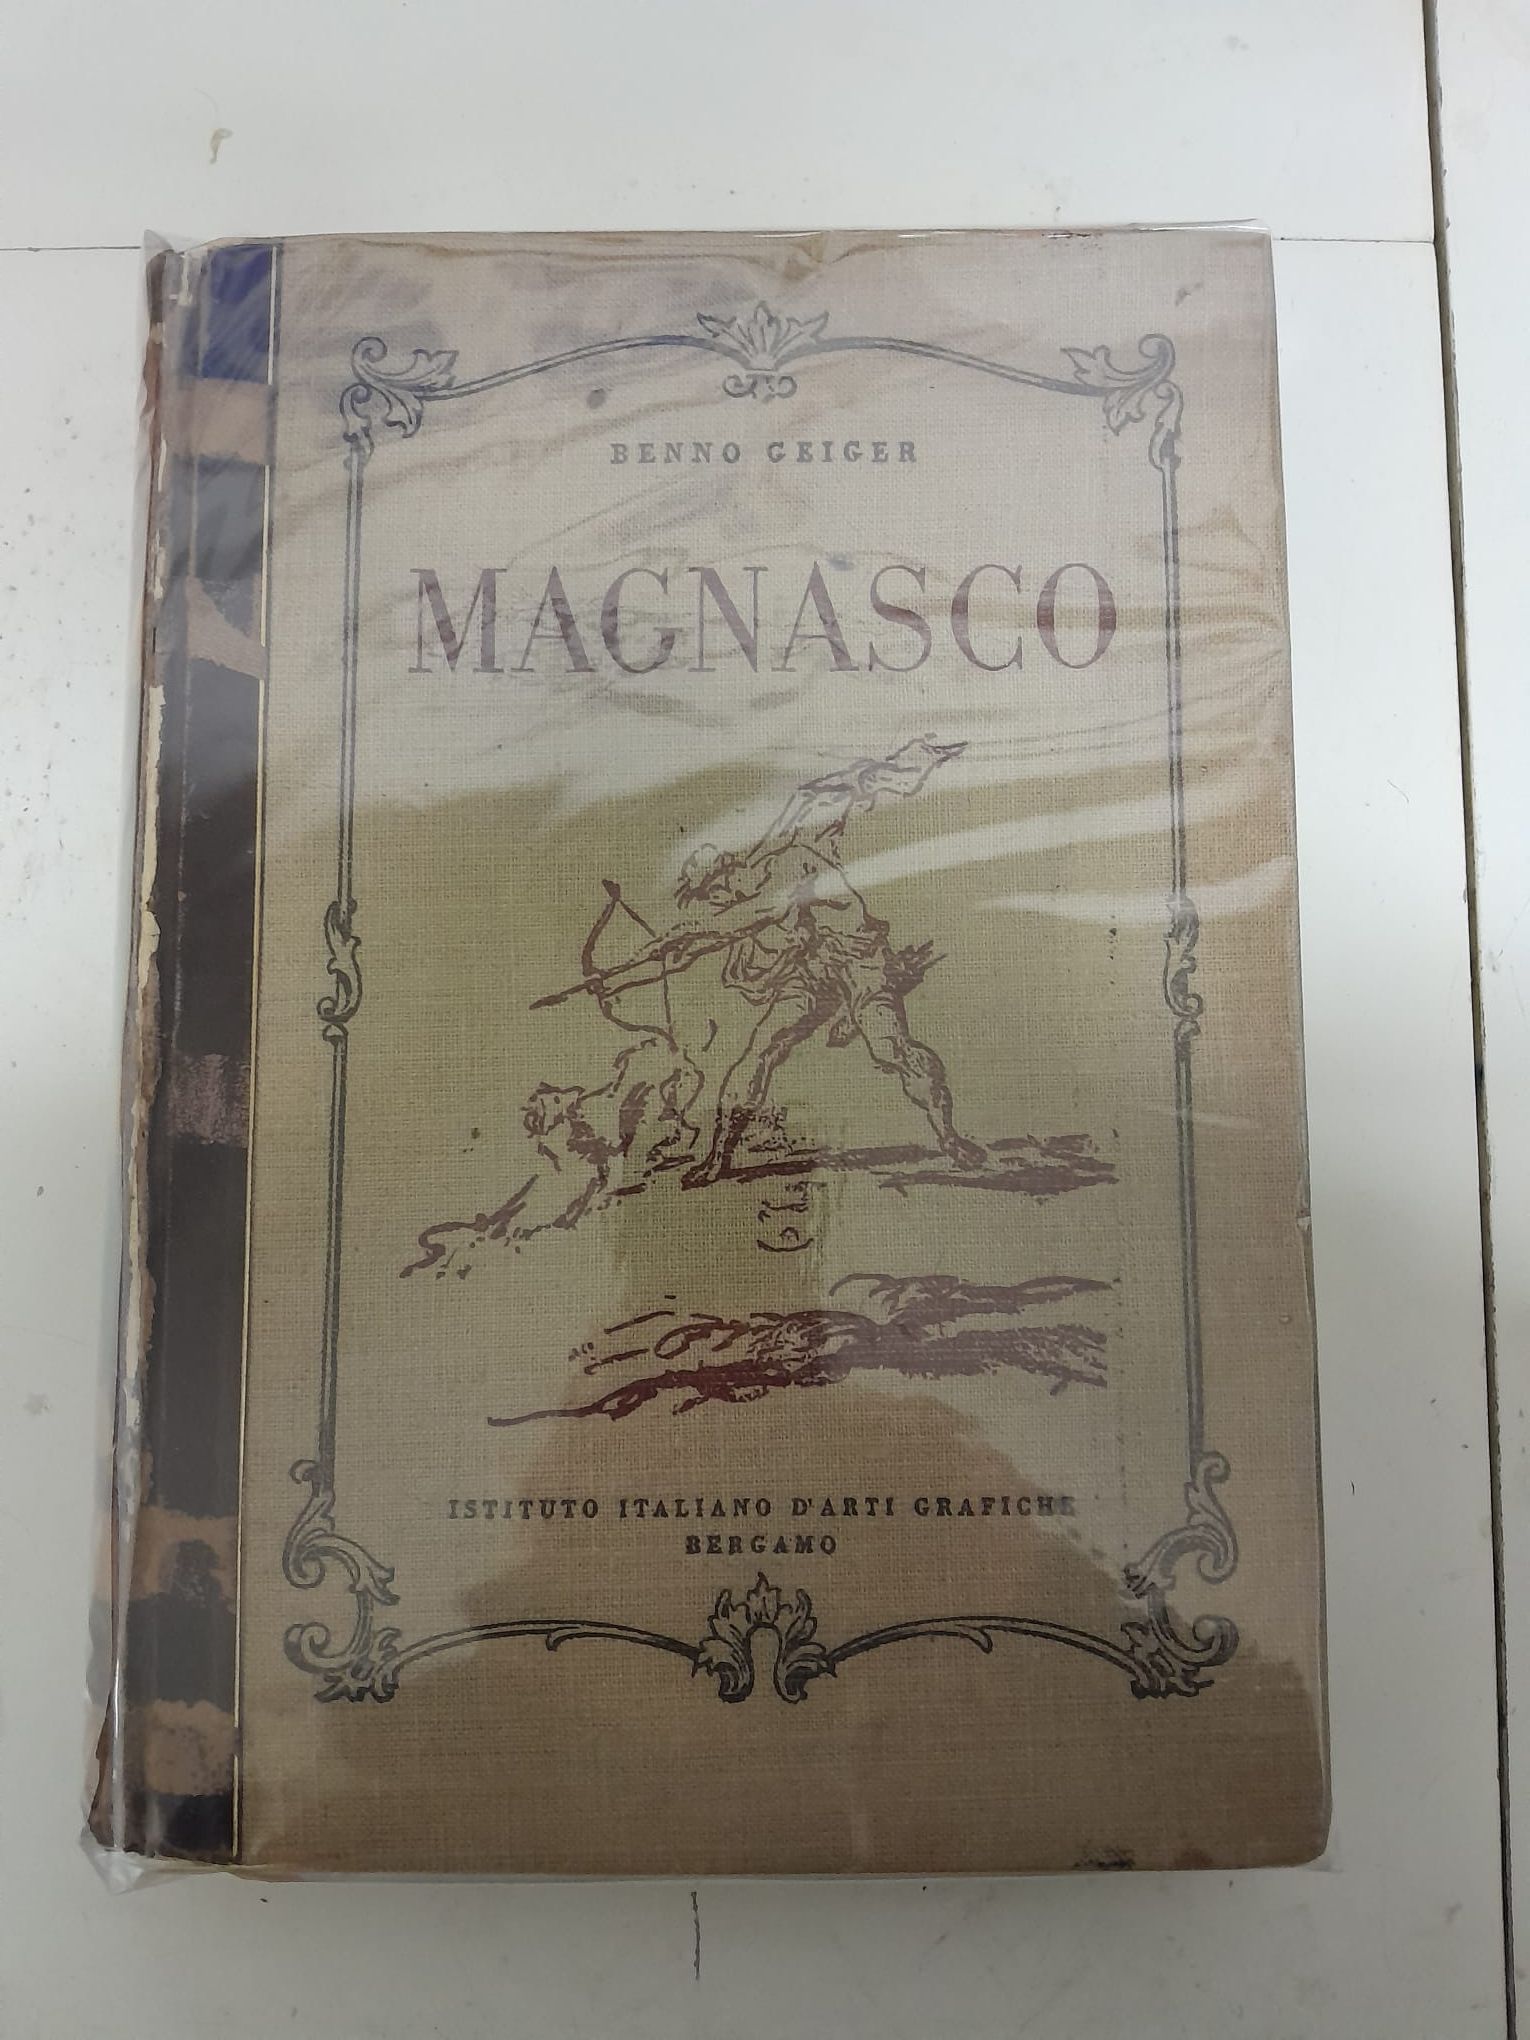 BENNO GEIGER
MAGNASCO
ISTITUTO ITALIANO D'ARTI GRAFICHE
BERGAMO